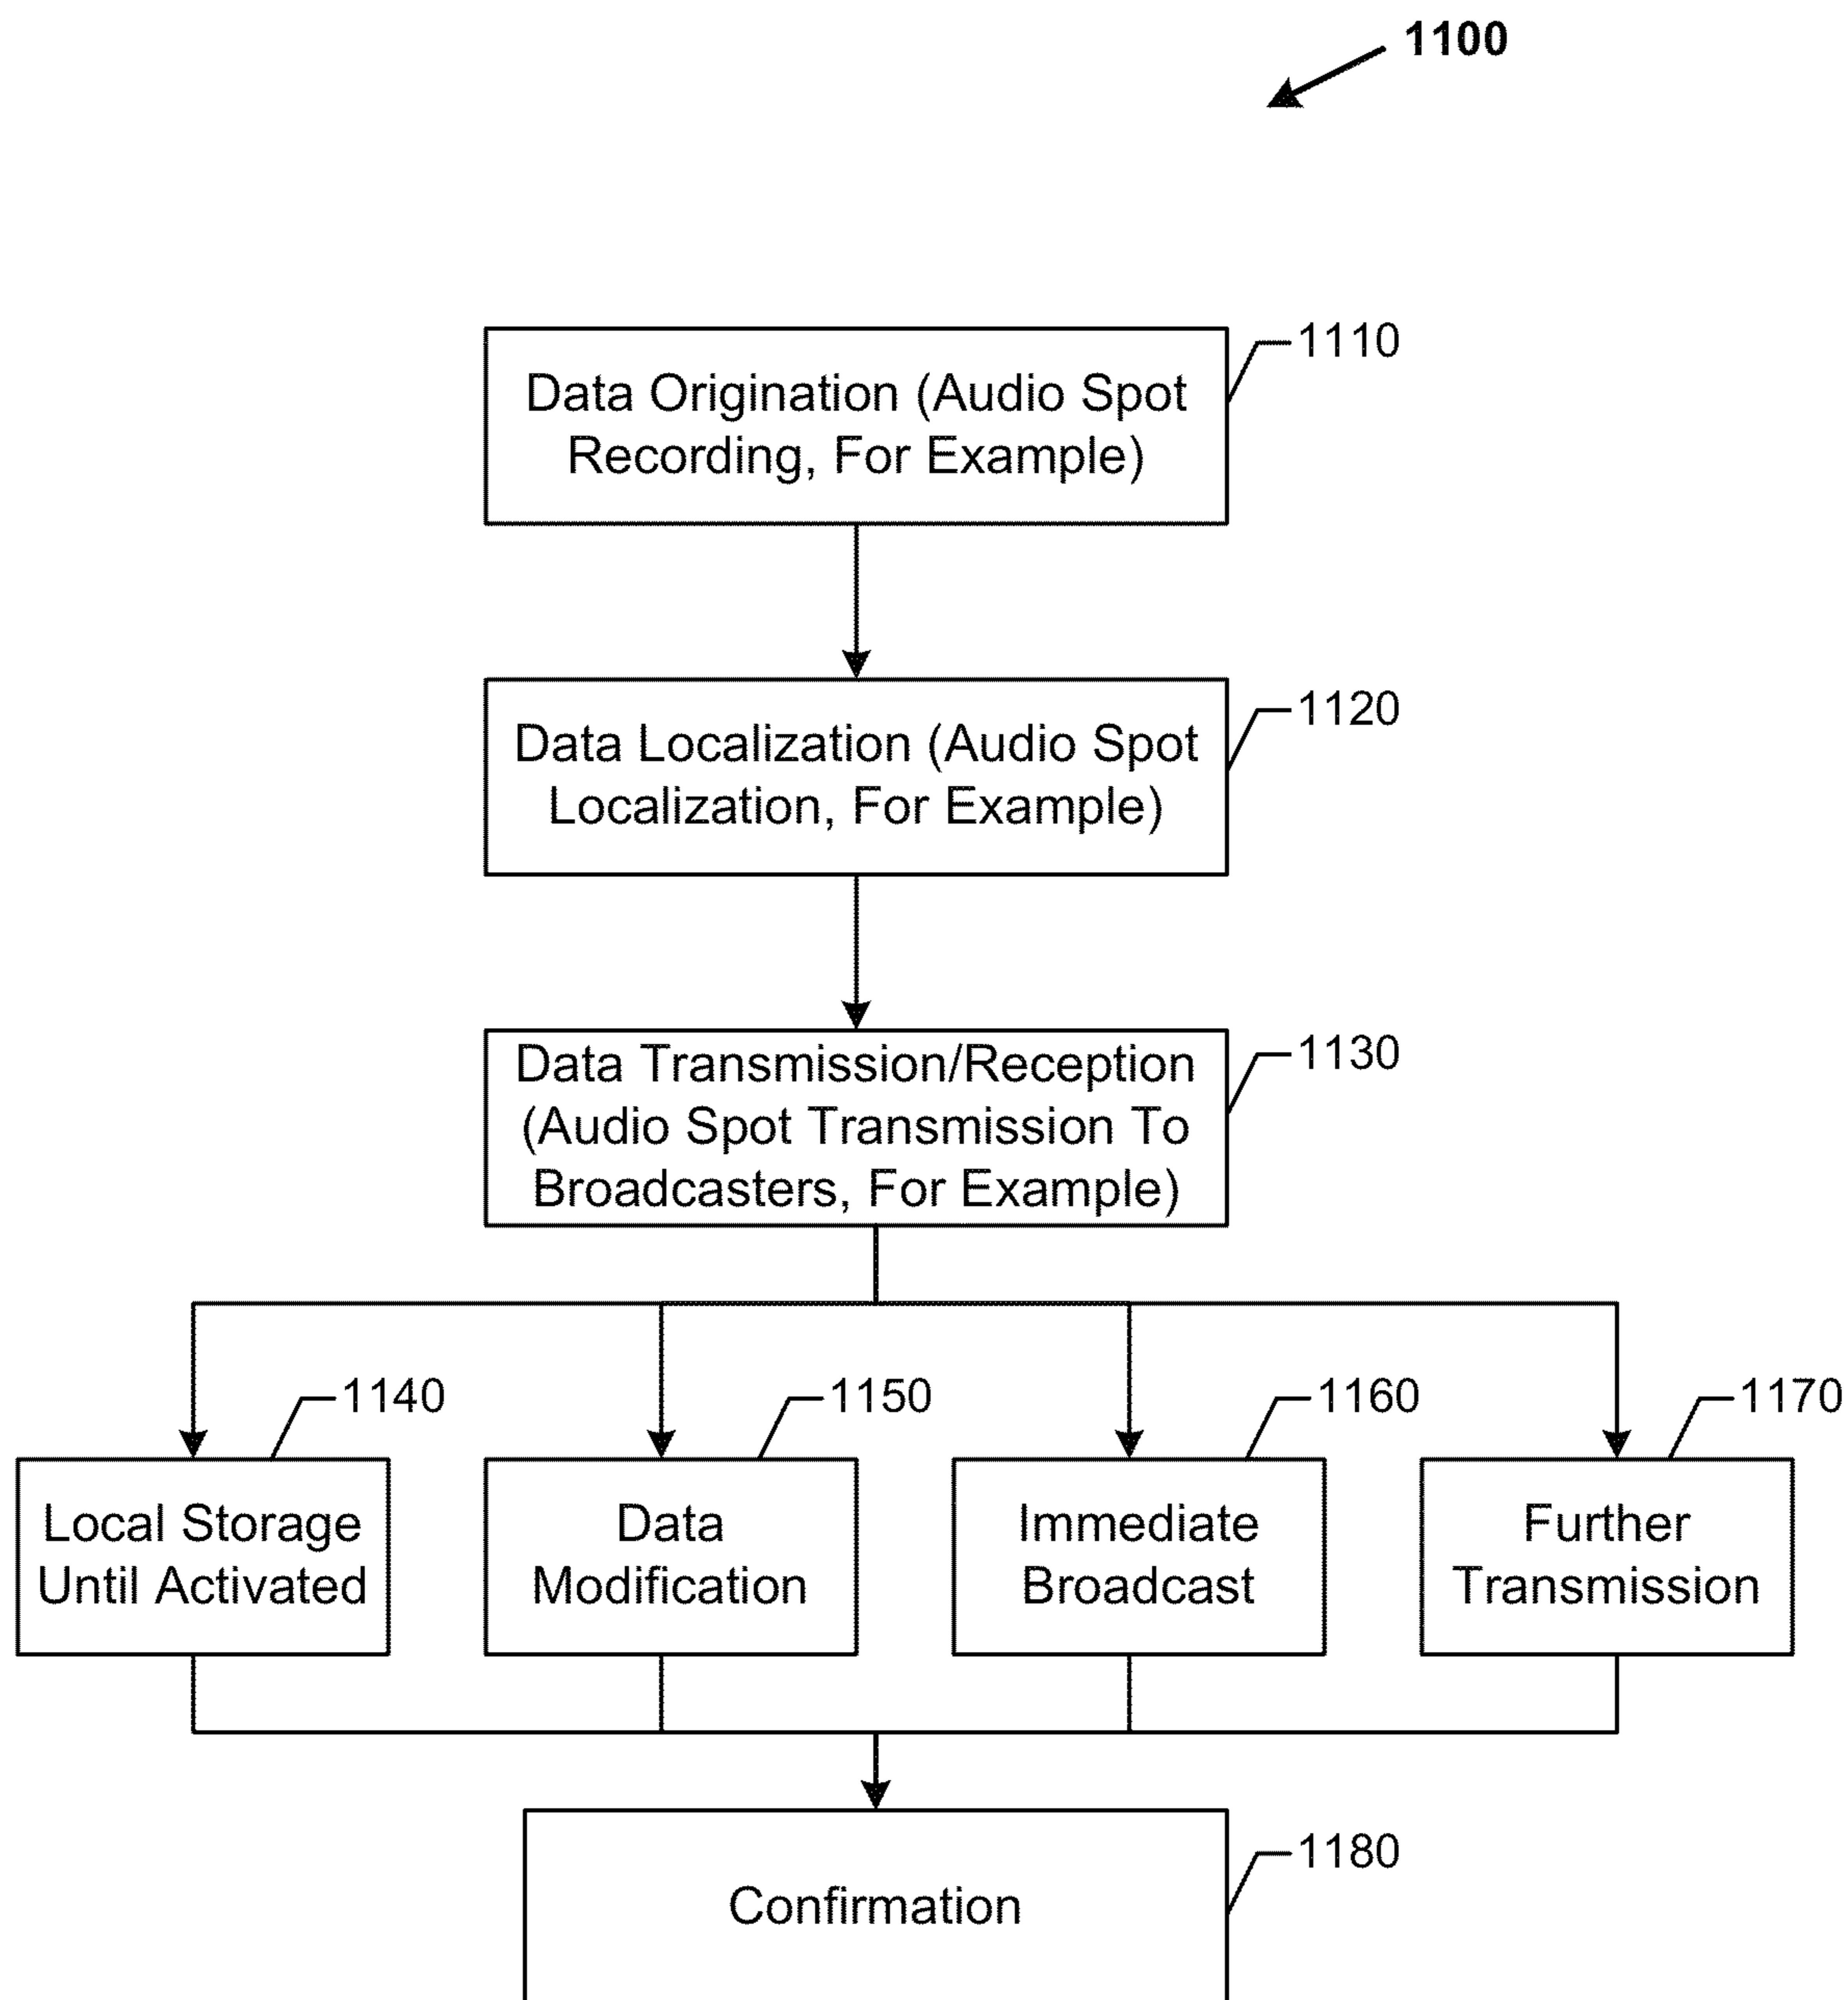 1100
Data Origination (Audio Spot
Recording, For Example)
1110
Data Localization (Audio Spot
Localization, For Example)
1120
Data Transmission/Reception
(Audio Spot Transmission To
Broadcasters, For Example)
1130
1140
1150
1160
1170
Local Storage
Until Activated
Data
Modification
Immediate
Broadcast
Further
Transmission
1180
Confirmation